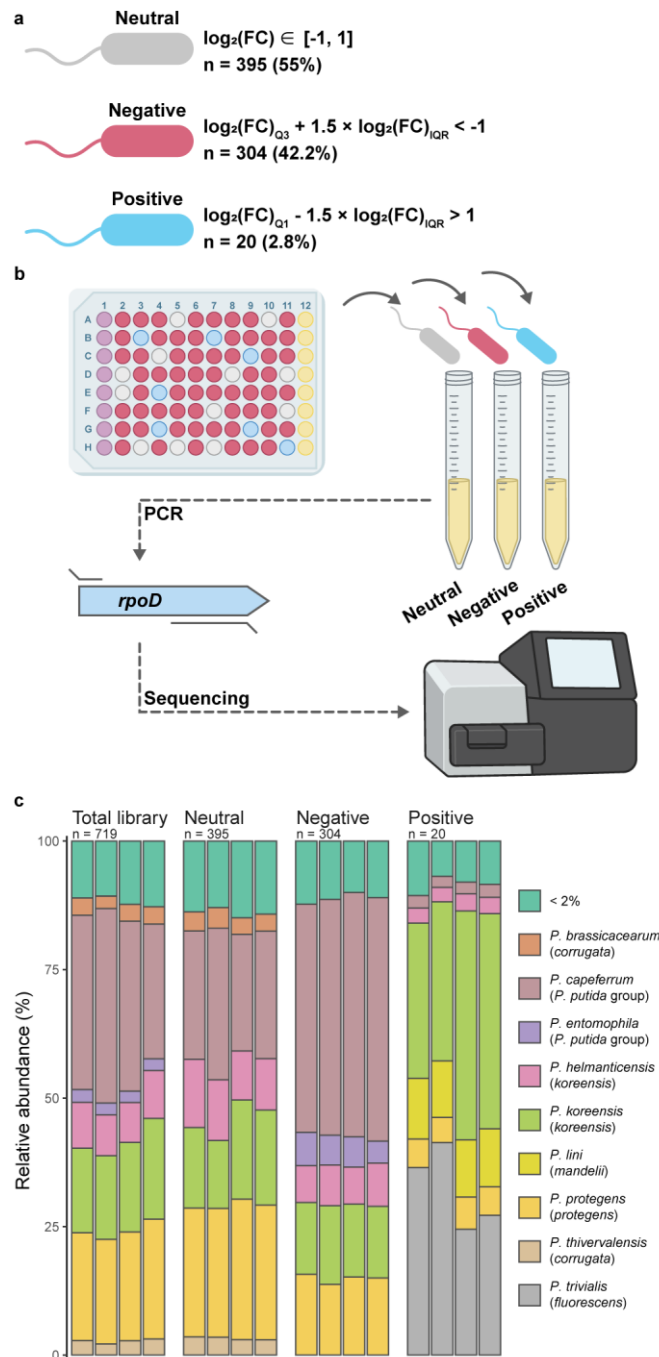 a
Neutral
log₂(FC) ∈ [-1, 1]
n = 395 (55%)
Negative
log₂(FC)Q3 + 1.5 × log₂(FC)IQR < -1
n = 304 (42.2%)
Positive
log₂(FC)Q1 - 1.5 × log₂(FC)IQR > 1
n = 20 (2.8%)
b
1 2 3 4 5 6 7 8 9 10 11 12
A
B
C
D
E
F
G
H
PCR
rpoD
Neutral
Negative
Positive
Sequencing
c
Total library
n = 719
Neutral
n = 395
Negative
n = 304
Positive
n = 20
Relative abundance (%)
100
75
50
25
0
< 2%
P. brassicacearum
(corrugata)
P. capeferrum
(P. putida group)
P. entomophila
(P. putida group)
P. helmanticensis
(koreensis)
P. koreensis
(koreensis)
P. lini
(mandelii)
P. protegens
(protegens)
P. thivervalensis
(corrugata)
P. trivialis
(fluorescens)